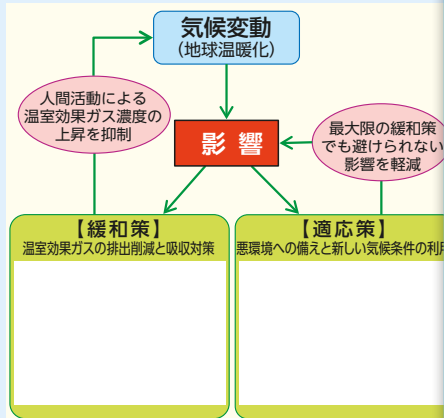 気候変動
(地球温暖化)
人間活動による
温室効果ガス濃度の
上昇を抑制
影 響
最大限の緩和策
でも避けられない
影響を軽減
【緩和策】
温室効果ガスの排出削減と吸収対策
【適応策】
悪環境への備えと新しい気候条件の利用